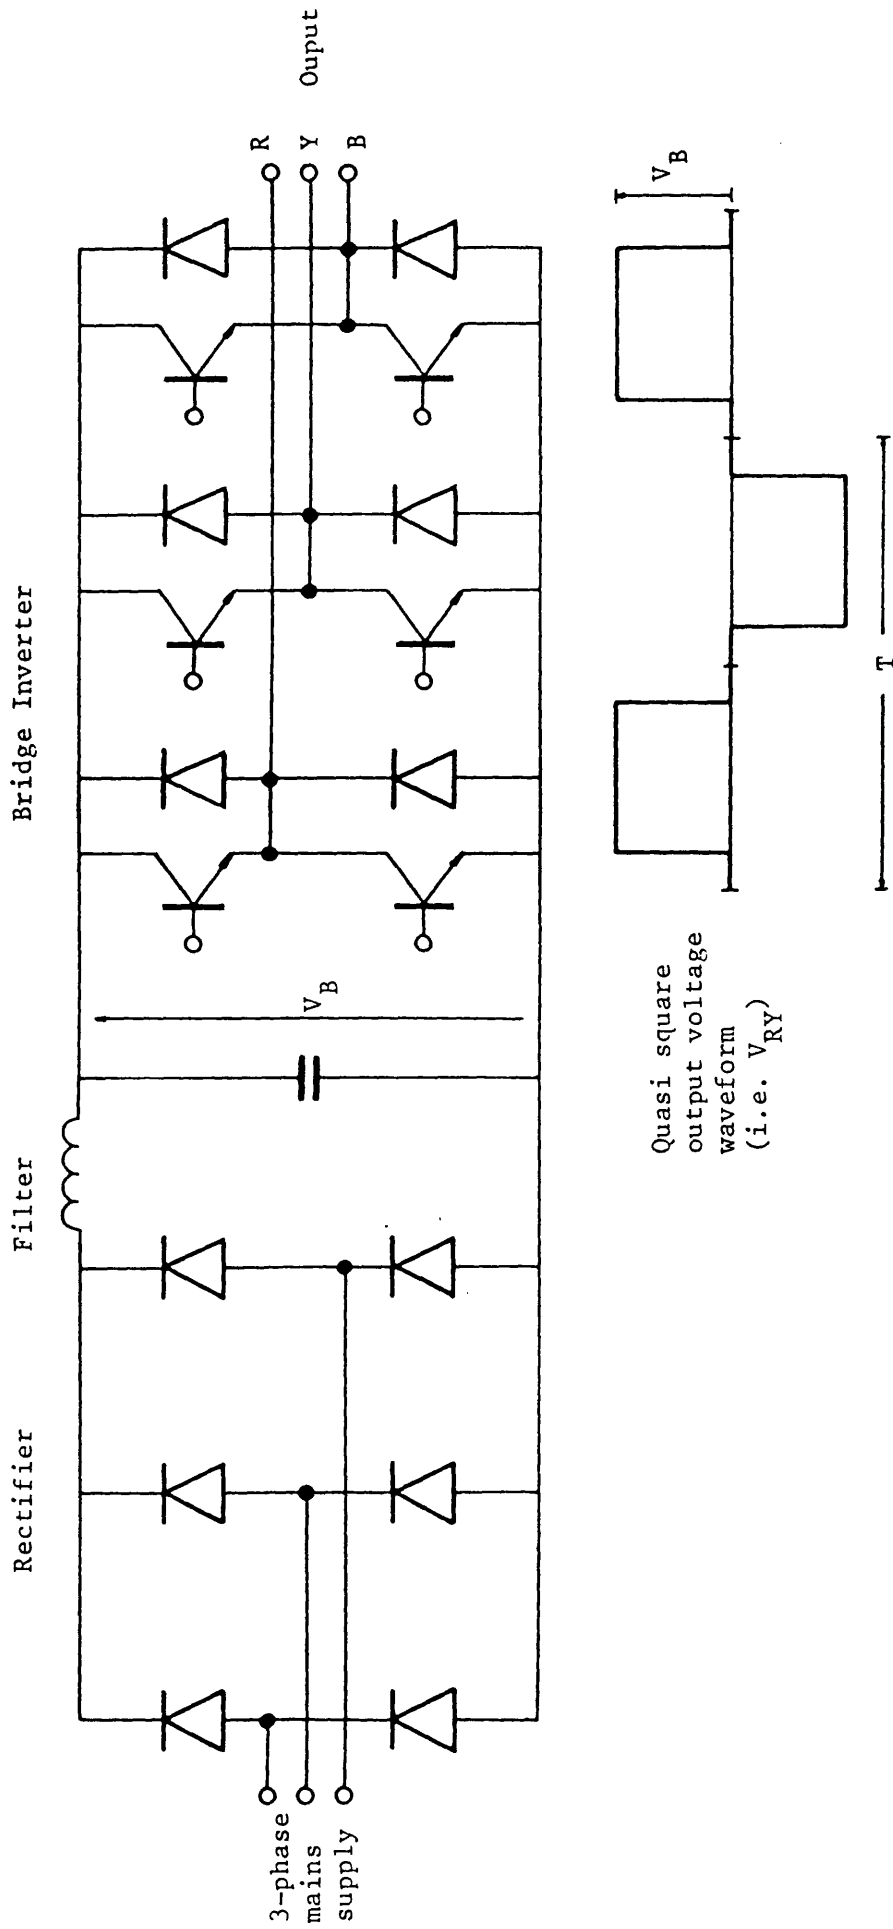 Rectifier
Filter
Bridge Inverter
3-phase
mains
supply
V_B
R
Y
B
Ouput
Quasi square
output voltage
waveform
(i.e. V_RY)
V_B
T